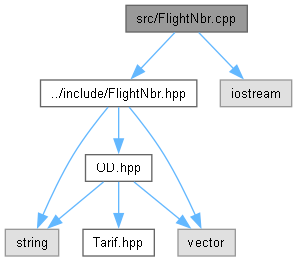 src/FlightNbr.cpp
../include/FlightNbr.hpp
iostream
OD.hpp
string
Tarif.hpp
vector